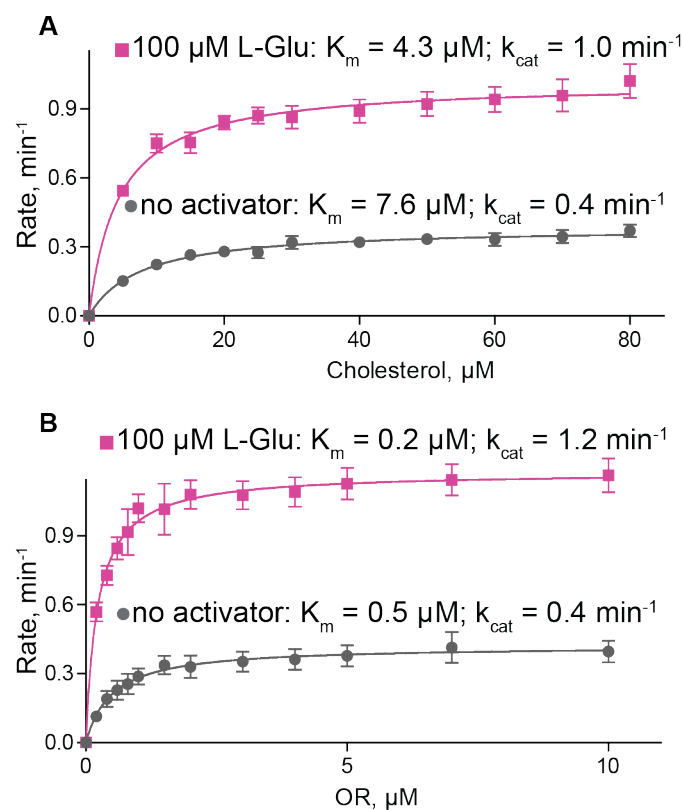 A
100 µM L-Glu: Km = 4.3 µM; kcat = 1.0 min-1
0.9
0.6
no activator: Km = 7.6 µM; kcat = 0.4 min-1
0.3
0.0
Rate, min-1
0 20 40 60 80
Cholesterol, µM
B
100 µM L-Glu: Km = 0.2 µM; kcat = 1.2 min-1
0.9
0.6
no activator: Km = 0.5 µM; kcat = 0.4 min-1
0.3
0.0
Rate, min-1
0 5 10
OR, µM